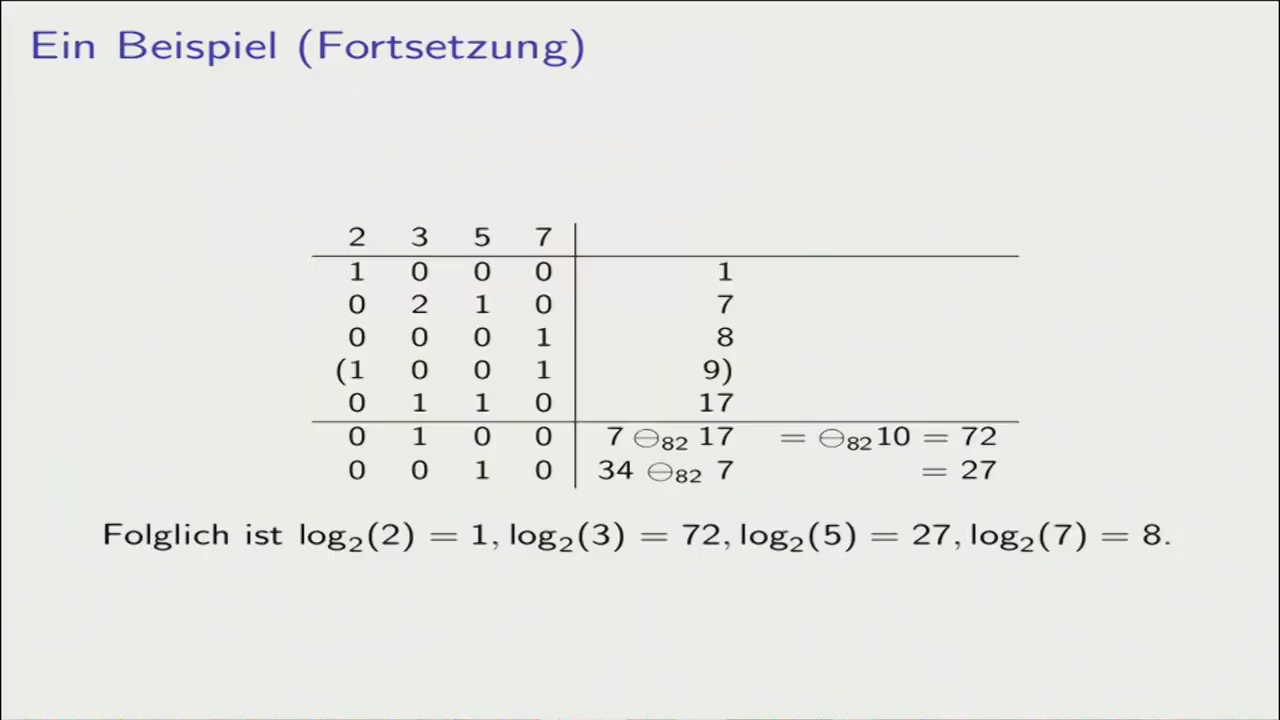 Ein Beispiel (Fortsetzung)
2 3 5 7
1 0 0 0 1
0 2 1 0 7
0 0 0 1 8
(1 0 0 1 9)
0 1 1 0 17
0 1 0 0 7 ⊖₈₂ 17 = ⊖₈₂10 = 72
0 0 1 0 34 ⊖₈₂ 7 = 27
Folglich ist log₂(2) = 1, log₂(3) = 72, log₂(5) = 27, log₂(7) = 8.